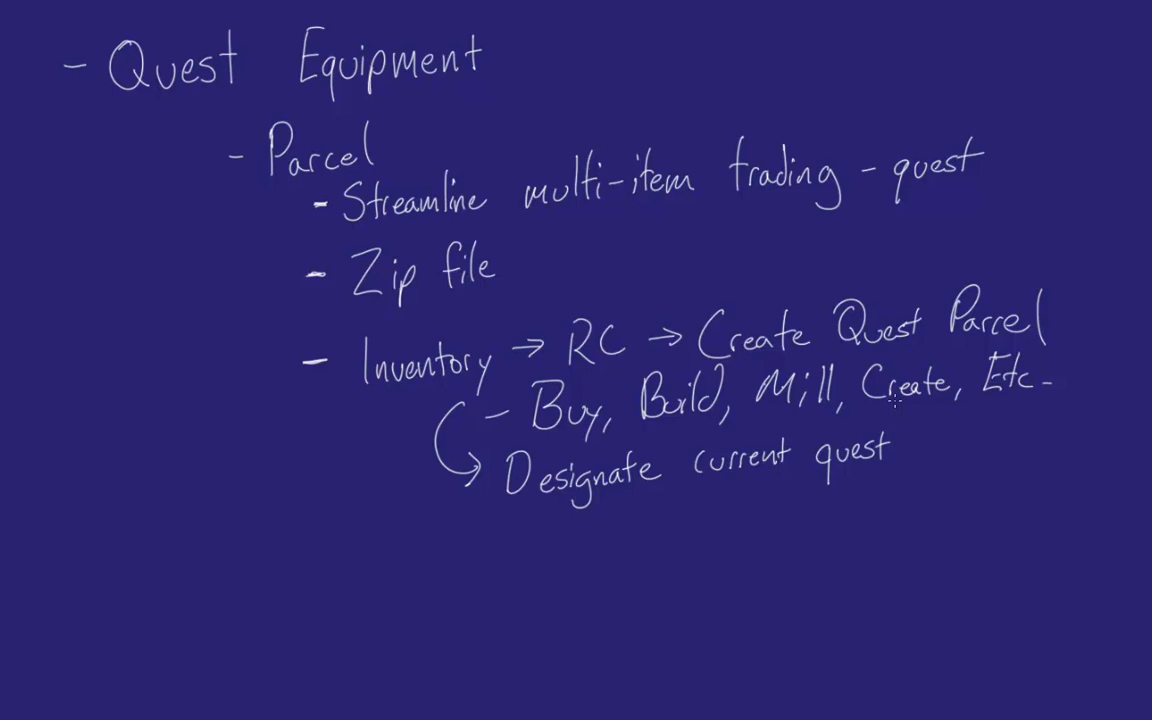 - Quest Equipment
- Parcel
- Streamline multi-item trading - quest
- Zip file
- Inventory → RC → Create Quest Parcel
- Buy, Build, Mill, Create, Etc.
Designate current quest